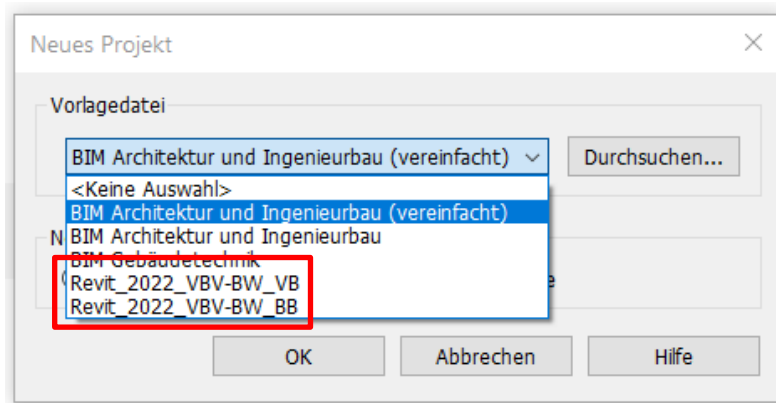 Neues Projekt
Vorlagedatei
BIM Architektur und Ingenieurbau (vereinfacht)
Durchsuchen...
<Keine Auswahl>
BIM Architektur und Ingenieurbau (vereinfacht)
BIM Architektur und Ingenieurbau
BIM Gebäudetechnik
Revit_2022_VBV-BW_VB
Revit_2022_VBV-BW_BB
OK
Abbrechen
Hilfe